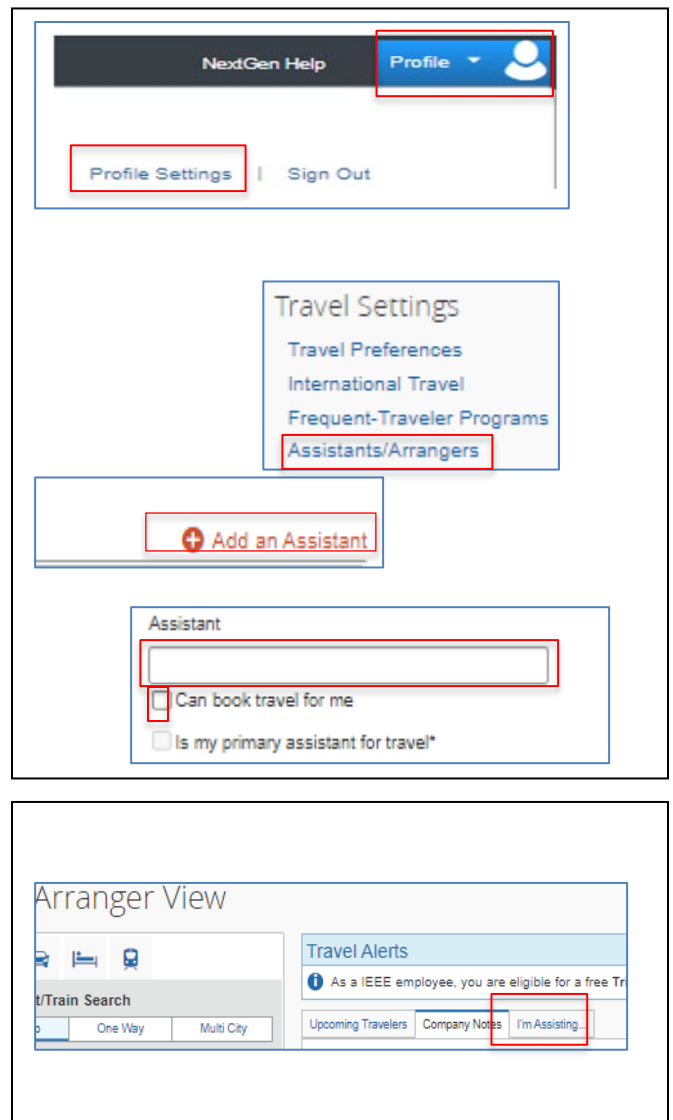 NextGen Help Profile
Profile Settings | Sign Out
Travel Settings
Travel Preferences
International Travel
Frequent-Traveler Programs
Assistants/Arrangers
Add an Assistant
Assistant
Can book travel for me
Is my primary assistant for travel*
Arranger View
Travel Alerts
As a IEEE employee, you are eligible for a free
t/Train Search
One Way Multi City
Upcoming Travelers Company Notes I'm Assisting...